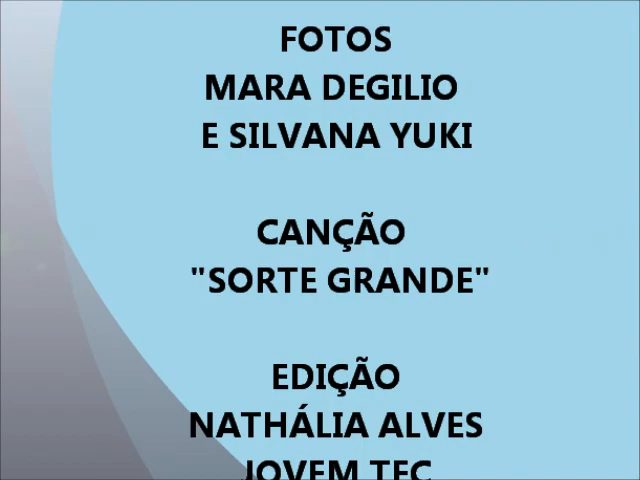 FOTOS
MARA DEGILIO
E SILVANA YUKI
CANÇÃO
"SORTE GRANDE"
EDIÇÃO
NATHÁLIA ALVES
JOVEM TEC